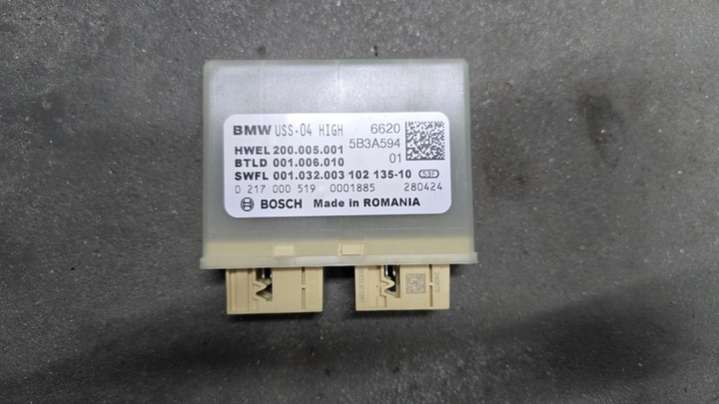 BMW USS-04 HIGH 6620
HWEL 200.005.001 5B3A594
BTLD 001.006.010 01
SWFL 001.032.003 102 135-10
0 217 000 519 0001885 280424
BOSCH Made in ROMANIA